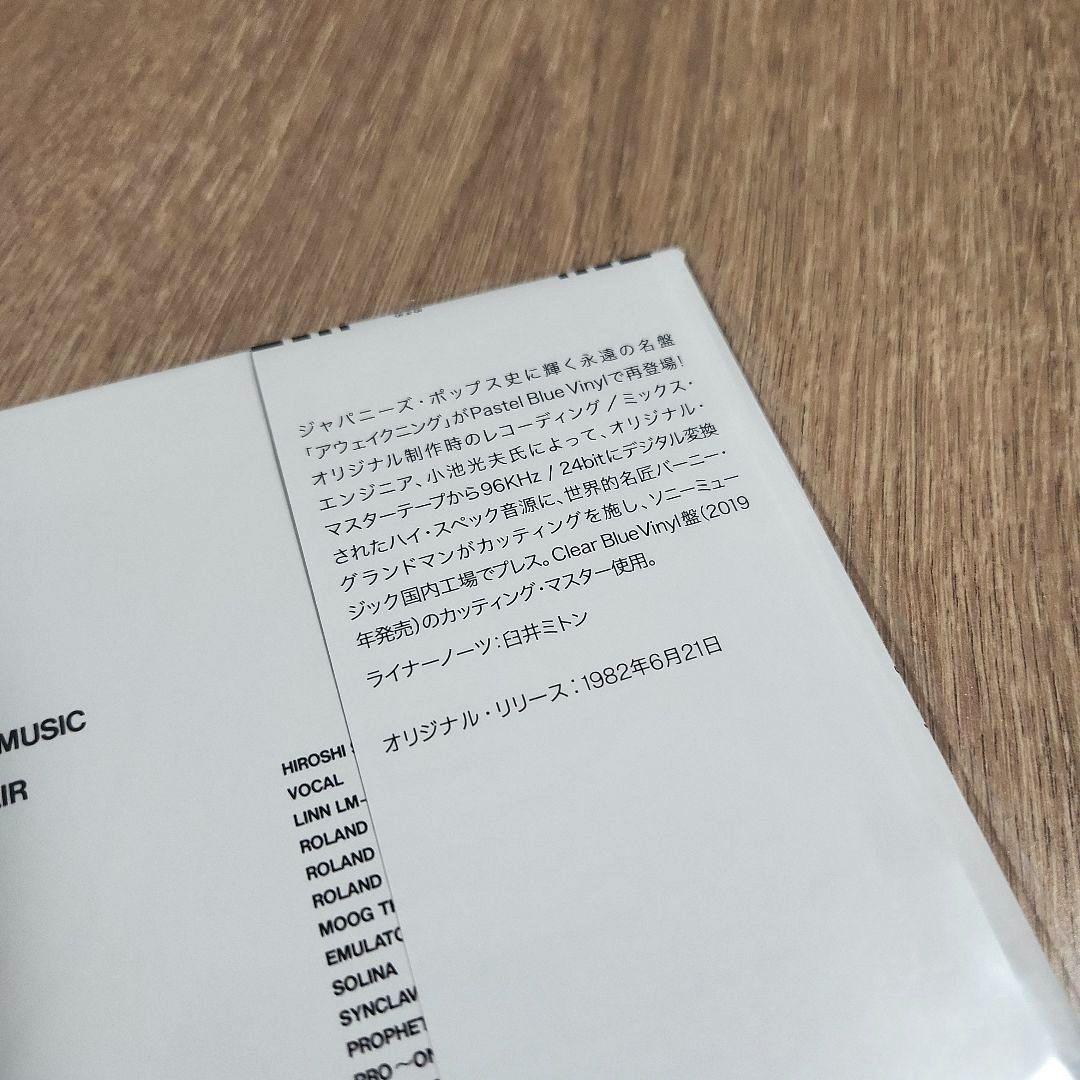 ジャパニーズ・ポップス史に輝く永遠の名盤
「アウェイクニング」がPastel Blue Vinylで再登場!
オリジナル制作時のレコーディング / ミックス・
エンジニア、小池光夫氏によって、オリジナル・
マスターテープから96KHz / 24bitにデジタル変換
されたハイ・スペック音源に、世界的名匠バーニー・
グランドマンがカッティングを施し、ソニーミュー
ジック国内工場でプレス。Clear Blue Vinyl盤(2019
年発売)のカッティング・マスター使用。
ライナーノーツ：臼井ミトン
オリジナル・リリース：1982年6月21日
MUSIC
HIROSHI
VOCAL
LINN LM-
ROLAND
ROLAND
ROLAND
MOOG
SOLINA
PRO～